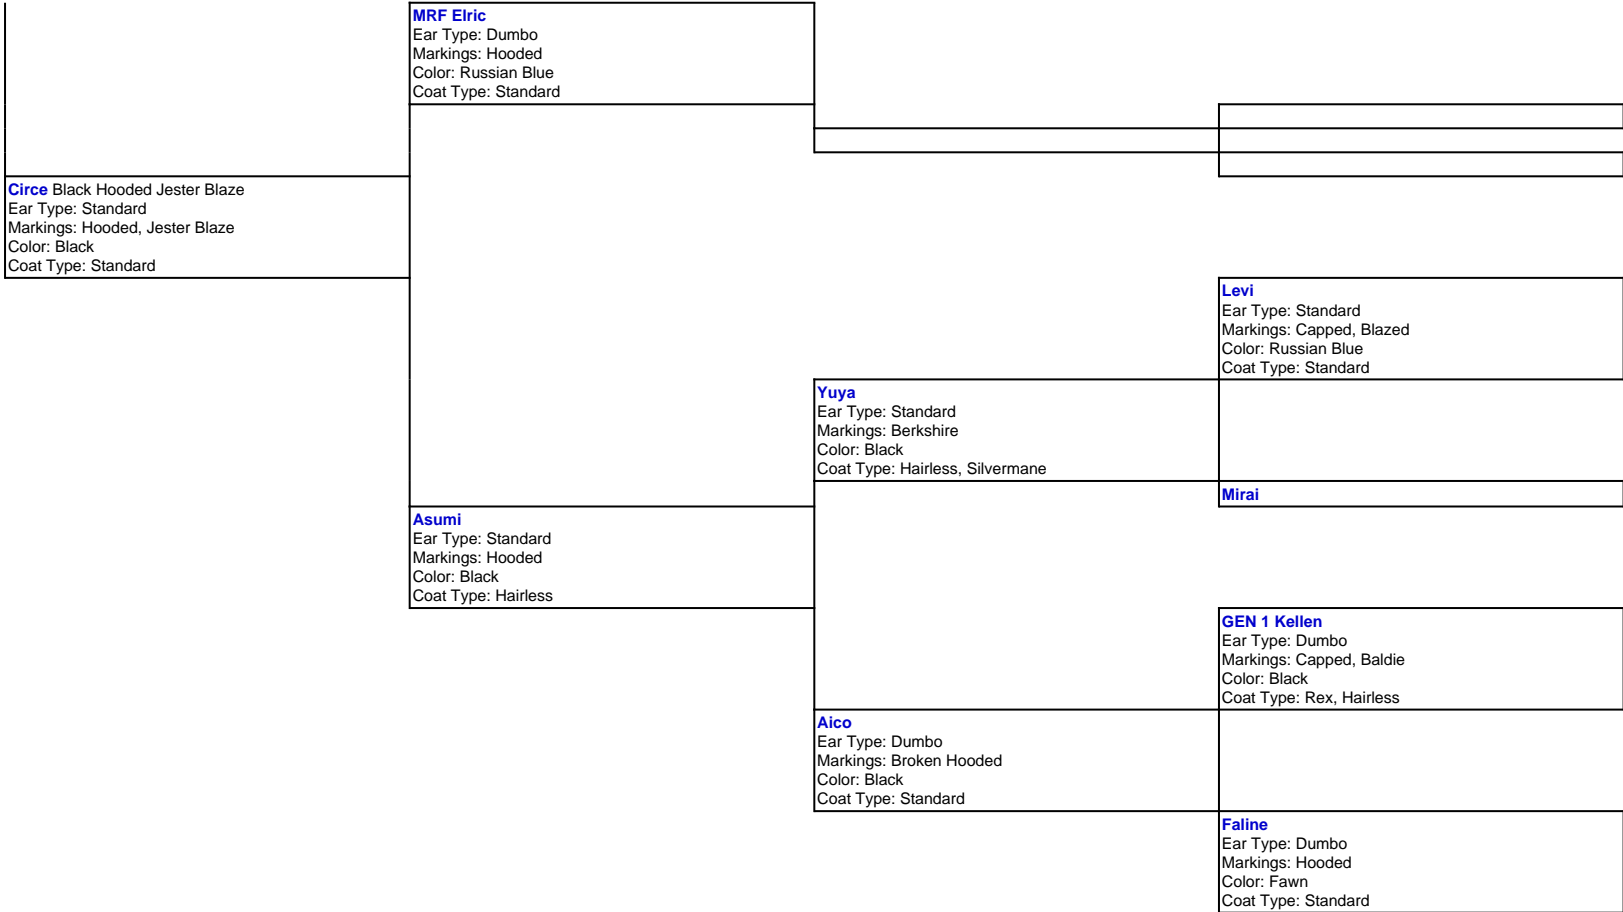 MRF Elric
Ear Type: Dumbo
Markings: Hooded
Color: Russian Blue
Coat Type: Standard
Circe Black Hooded Jester Blaze
Ear Type: Standard
Markings: Hooded, Jester Blaze
Color: Black
Coat Type: Standard
Levi
Ear Type: Standard
Markings: Capped, Blazed
Color: Russian Blue
Coat Type: Standard
Yuya
Ear Type: Standard
Markings: Berkshire
Color: Black
Coat Type: Hairless, Silvermane
Mirai
Asumi
Ear Type: Standard
Markings: Hooded
Color: Black
Coat Type: Hairless
GEN 1 Kellen
Ear Type: Dumbo
Markings: Capped, Baldie
Color: Black
Coat Type: Rex, Hairless
Aico
Ear Type: Dumbo
Markings: Broken Hooded
Color: Black
Coat Type: Standard
Faline
Ear Type: Dumbo
Markings: Hooded
Color: Fawn
Coat Type: Standard